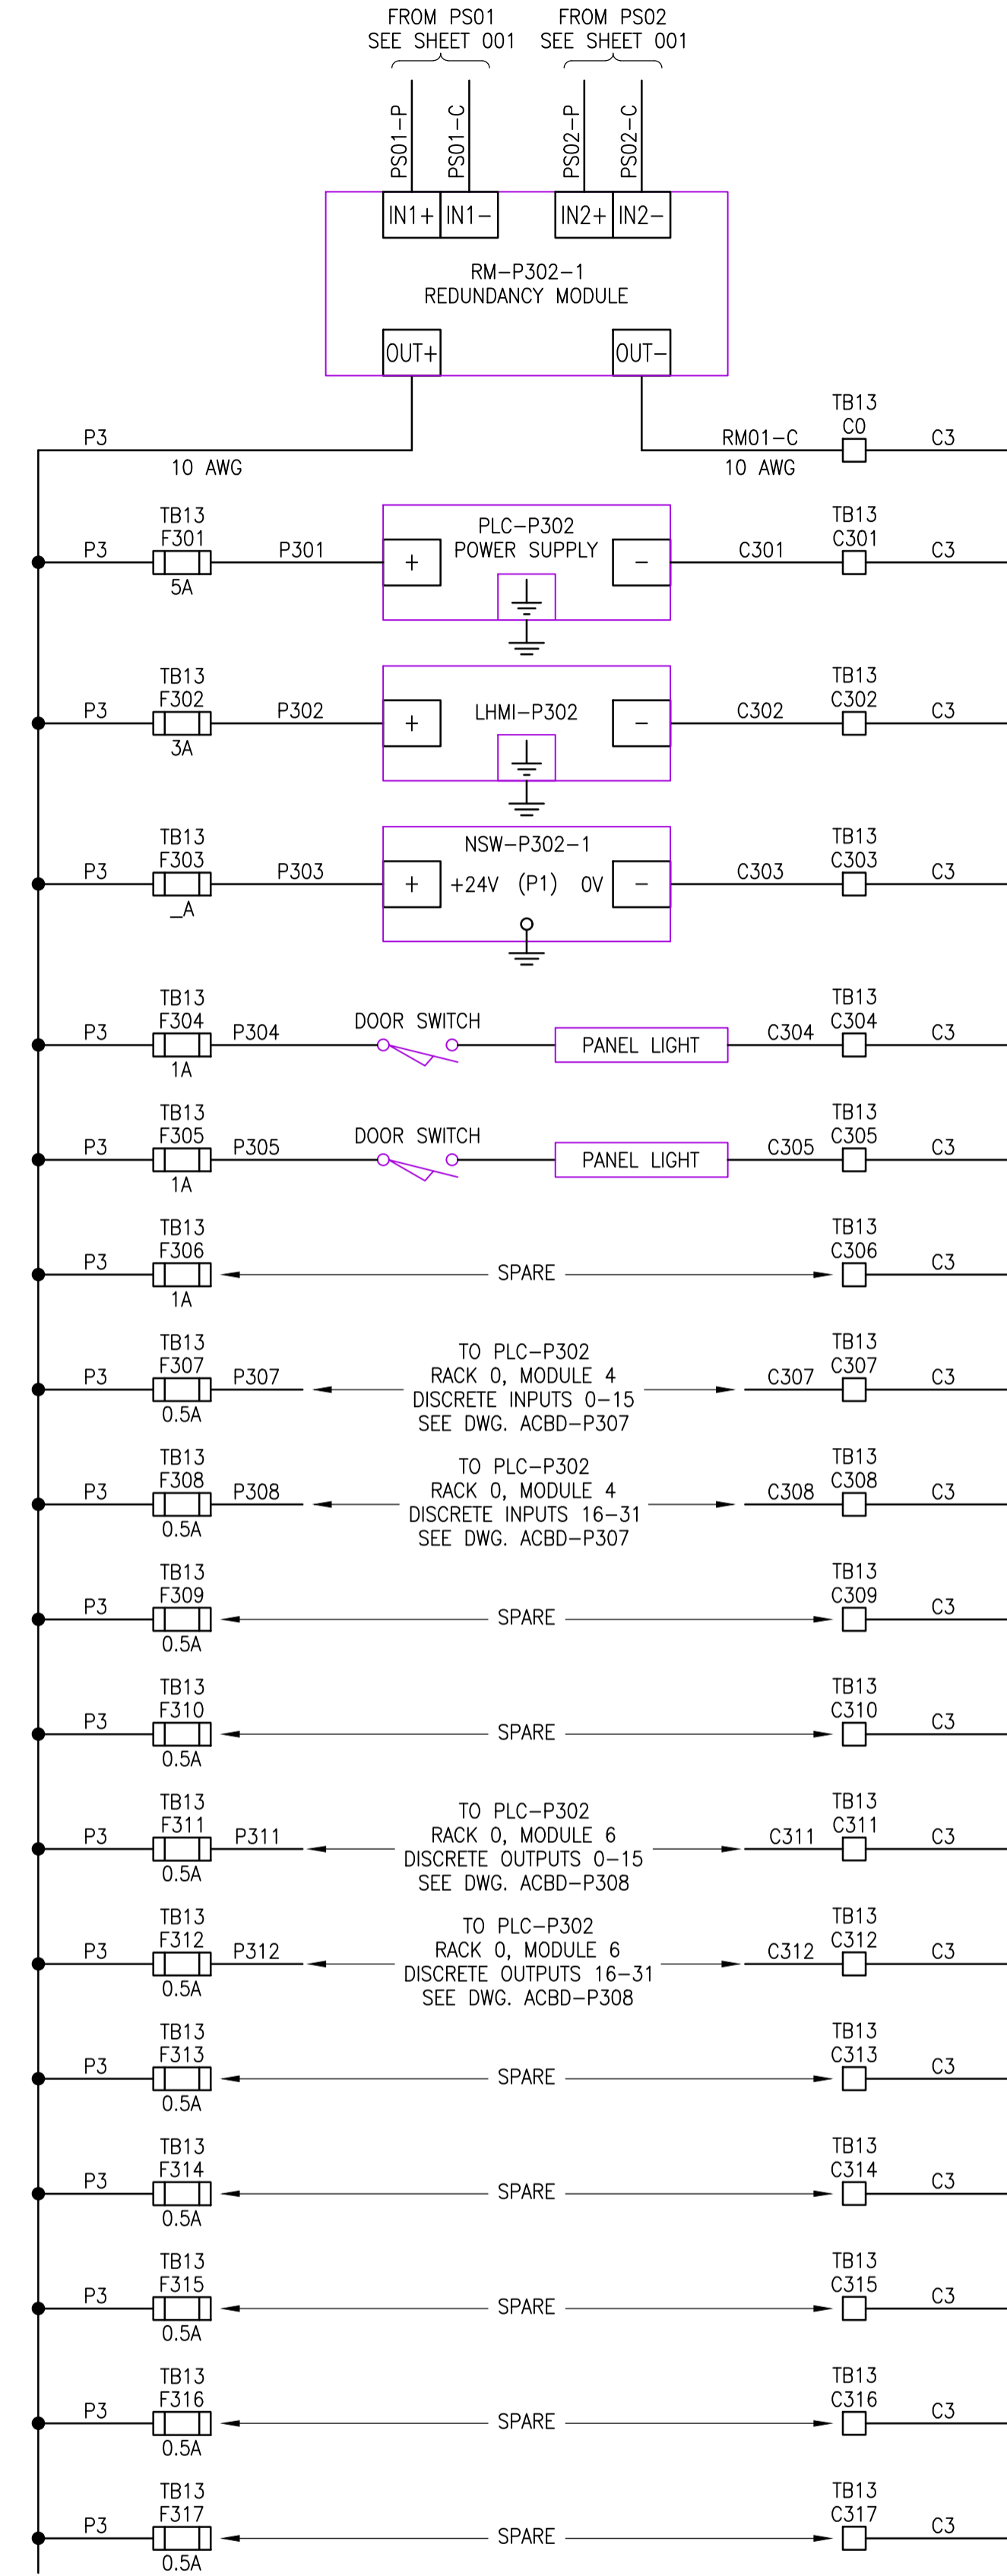 FROM PS01
SEE SHEET 001
FROM PS02
SEE SHEET 001
PS01-P
PS01-C
PS02-P
PS02-C
IN1+
IN1-
IN2+
IN2-
RM-P302-1
REDUNDANCY MODULE
OUT+
OUT-
P3
10 AWG
RM01-C
10 AWG
TB13
C0
C3
P3
TB13
F301
5A
P301
+
PLC-P302
POWER SUPPLY
-
C301
TB13
C301
C3
P3
TB13
F302
3A
P302
+
LHMI-P302
-
C302
TB13
C302
C3
P3
TB13
F303
_A
P303
NSW-P302-1
+
+24V (P1) 0V
-
C303
TB13
C303
C3
P3
TB13
F304
1A
P304
DOOR SWITCH
PANEL LIGHT
C304
TB13
C304
C3
P3
TB13
F305
1A
P305
DOOR SWITCH
PANEL LIGHT
C305
TB13
C305
C3
P3
TB13
F306
1A
SPARE
TB13
C306
C3
P3
TB13
F307
0.5A
P307
TO PLC-P302
RACK 0, MODULE 4
DISCRETE INPUTS 0-15
SEE DWG. ACBD-P307
C307
TB13
C307
C3
P3
TB13
F308
0.5A
P308
TO PLC-P302
RACK 0, MODULE 4
DISCRETE INPUTS 16-31
SEE DWG. ACBD-P307
C308
TB13
C308
C3
P3
TB13
F309
0.5A
SPARE
TB13
C309
C3
P3
TB13
F310
0.5A
SPARE
TB13
C310
C3
P3
TB13
F311
0.5A
P311
TO PLC-P302
RACK 0, MODULE 6
DISCRETE OUTPUTS 0-15
SEE DWG. ACBD-P308
C311
TB13
C311
C3
P3
TB13
F312
0.5A
P312
TO PLC-P302
RACK 0, MODULE 6
DISCRETE OUTPUTS 16-31
SEE DWG. ACBD-P308
C312
TB13
C312
C3
P3
TB13
F313
0.5A
SPARE
TB13
C313
C3
P3
TB13
F314
0.5A
SPARE
TB13
C314
C3
P3
TB13
F315
0.5A
SPARE
TB13
C315
C3
P3
TB13
F316
0.5A
SPARE
TB13
C316
C3
P3
TB13
F317
0.5A
SPARE
TB13
C317
C3